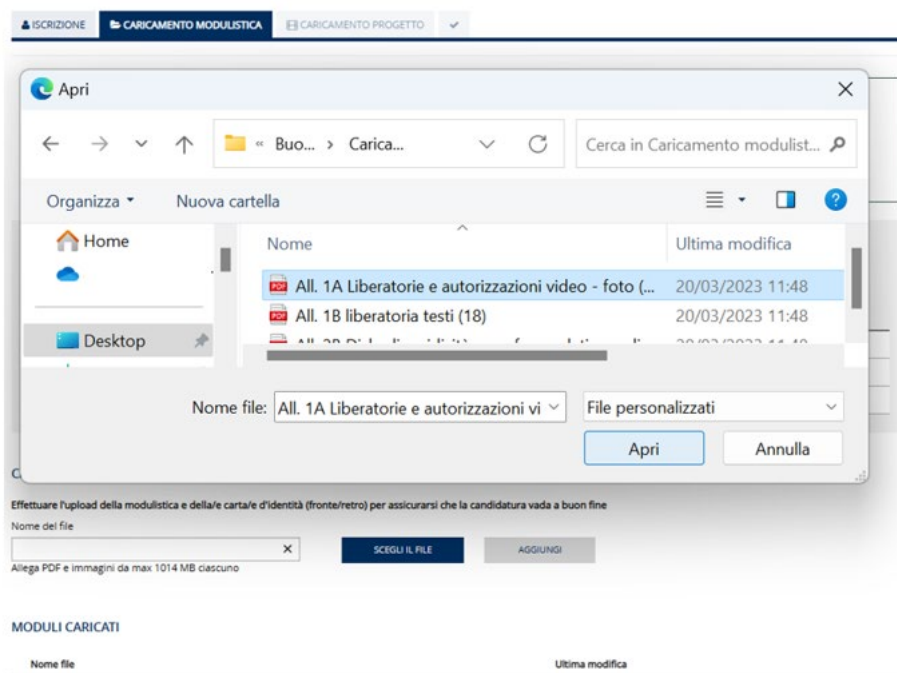 ISCRIZIONE
CARICAMENTO MODULISTICA
CARICAMENTO PROGETTO
Apri
« Buo... › Carica...
Cerca in Caricamento modulist...
Organizza
Nuova cartella
Home
Desktop
Nome
Ultima modifica
All. 1A Liberatorie e autorizzazioni video - foto (...
20/03/2023 11:48
All. 1B liberatoria testi (18)
20/03/2023 11:48
Nome file:
All. 1A Liberatorie e autorizzazioni vi
File personalizzati
Apri
Annulla
Effettuare l'upload della modulistica e della/e carta/e d'identità (fronte/retro) per assicurarsi che la candidatura vada a buon fine
Nome del file
SCEGLI IL FILE
AGGIUNGI
Allega PDF e immagini da max 1014 MB ciascuno
MODULI CARICATI
Nome file
Ultima modifica